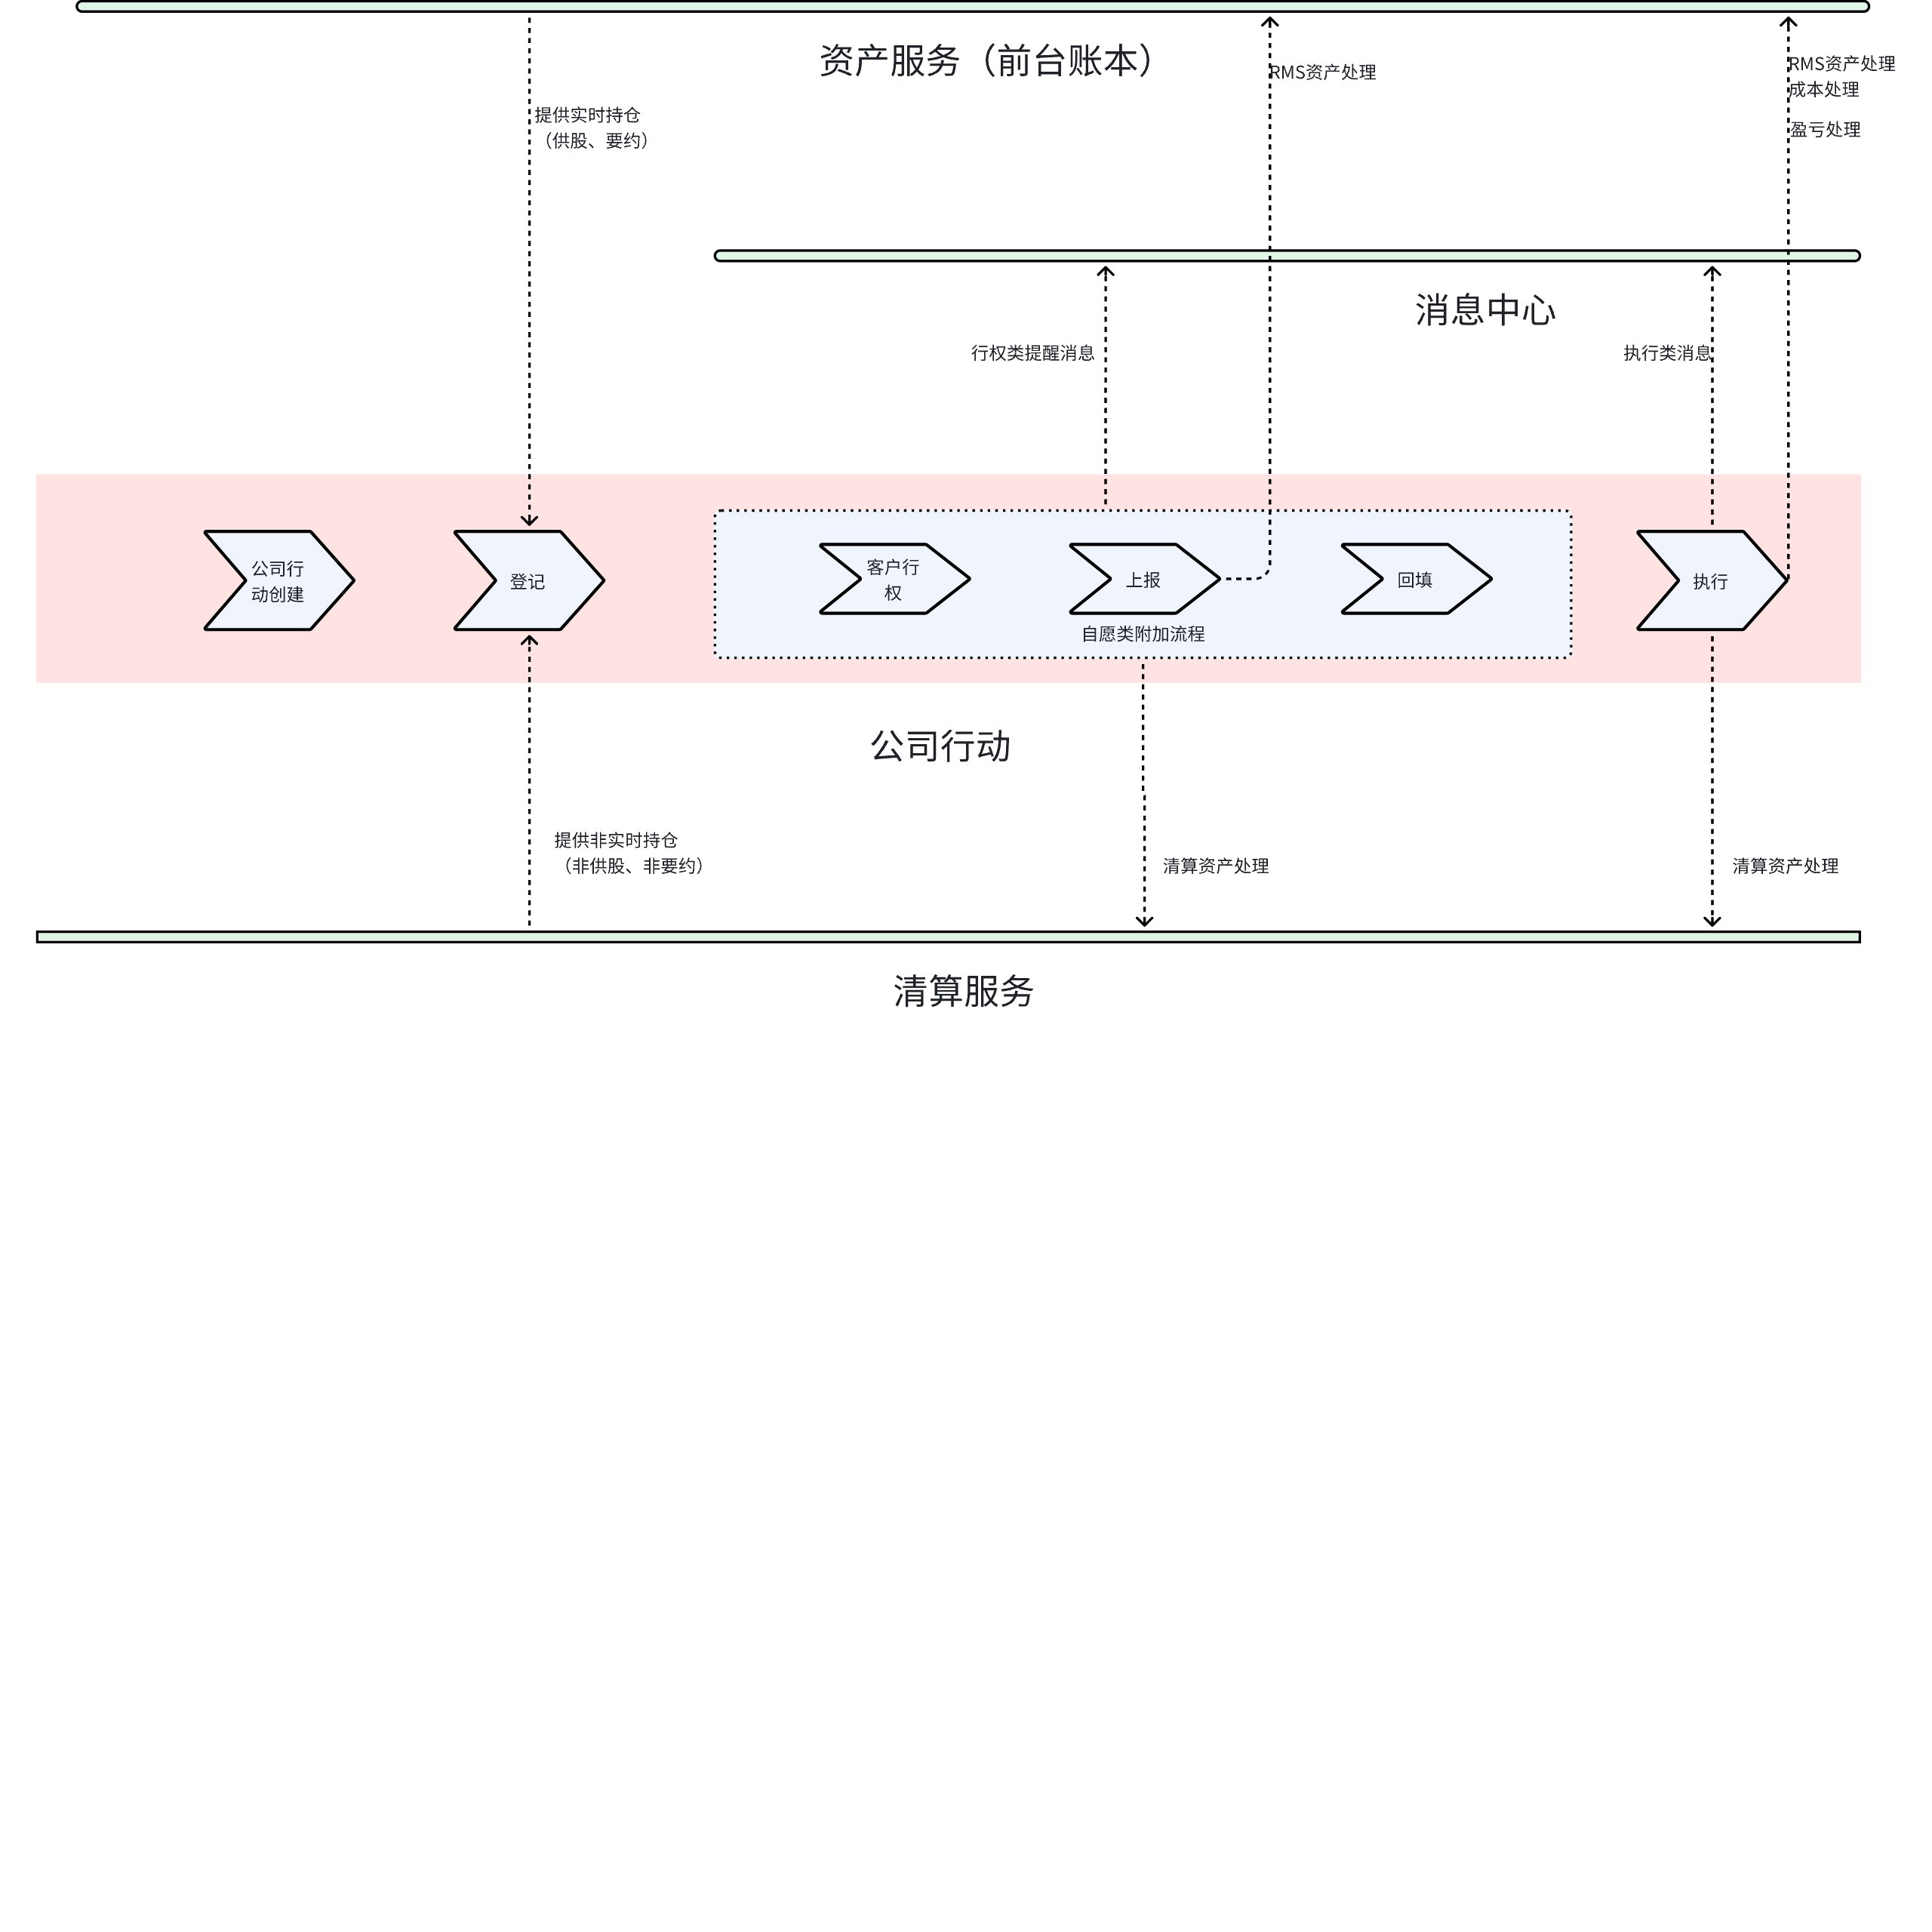 资产服务（前台账本）
RMS资产处理
RMS资产处理
成本处理
盈亏处理
提供实时持仓
（供股、要约）
消息中心
行权类提醒消息
执行类消息
公司行
动创建
登记
客户行
权
上报
回填
执行
自愿类附加流程
公司行动
提供非实时持仓
（非供股、非要约）
清算资产处理
清算资产处理
清算服务